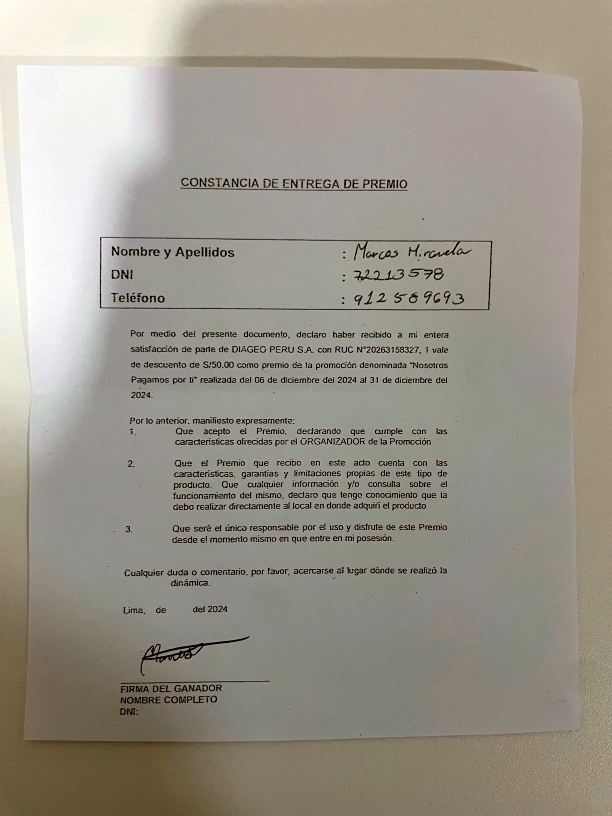 CONSTANCIA DE ENTREGA DE PREMIO
Nombre y Apellidos : Marcos Miranda
DNI : 72213578
Teléfono : 912569693
Por medio del presente documento, declaro haber recibido a mi entera
satisfacción de parte de DIAGEO PERU S.A. con RUC N°20263158327, 1 vale
de descuento de S/50.00 como premio de la promoción denominada "Nosotros
Pagamos por ti" realizada del 06 de diciembre del 2024 al 31 de diciembre del
2024.
Por lo anterior, manifiesto expresamente:
1. Que acepto el Premio, declarando que cumple con las
características ofrecidas por el ORGANIZADOR de la Promoción
2. Que el Premio que recibo en este acto cuenta con las
características, garantías y limitaciones propias de este tipo de
producto. Que cualquier información y/o consulta sobre el
funcionamiento del mismo, declaro que tengo conocimiento que la
debo realizar directamente al local en donde adquirí el producto
3. Que seré el único responsable por el uso y disfrute de este Premio
desde el momento mismo en que entre en mi posesión.
Cualquier duda o comentario, por favor, acercarse al lugar dónde se realizó la
dinámica.
Lima, de del 2024
Marcos
FIRMA DEL GANADOR
NOMBRE COMPLETO
DNI: